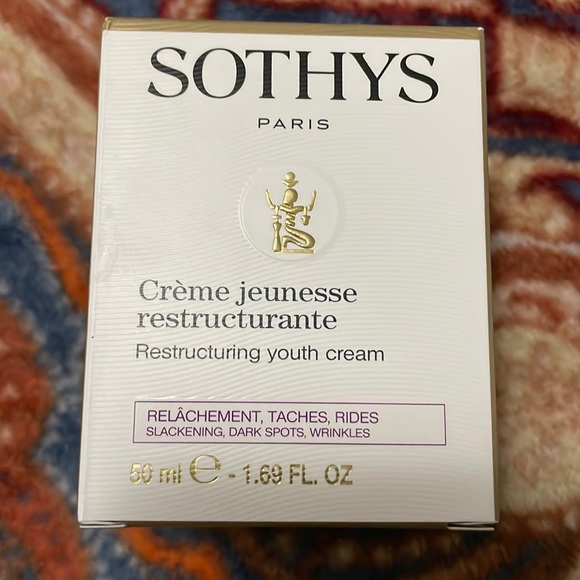 SOTHYS
PARIS
Crème jeunesse
restructurante
Restructuring youth cream
RELÂCHEMENT, TACHES, RIDES
SLACKENING, DARK SPOTS, WRINKLES
50 ml ℮ - 1.69 FL. OZ